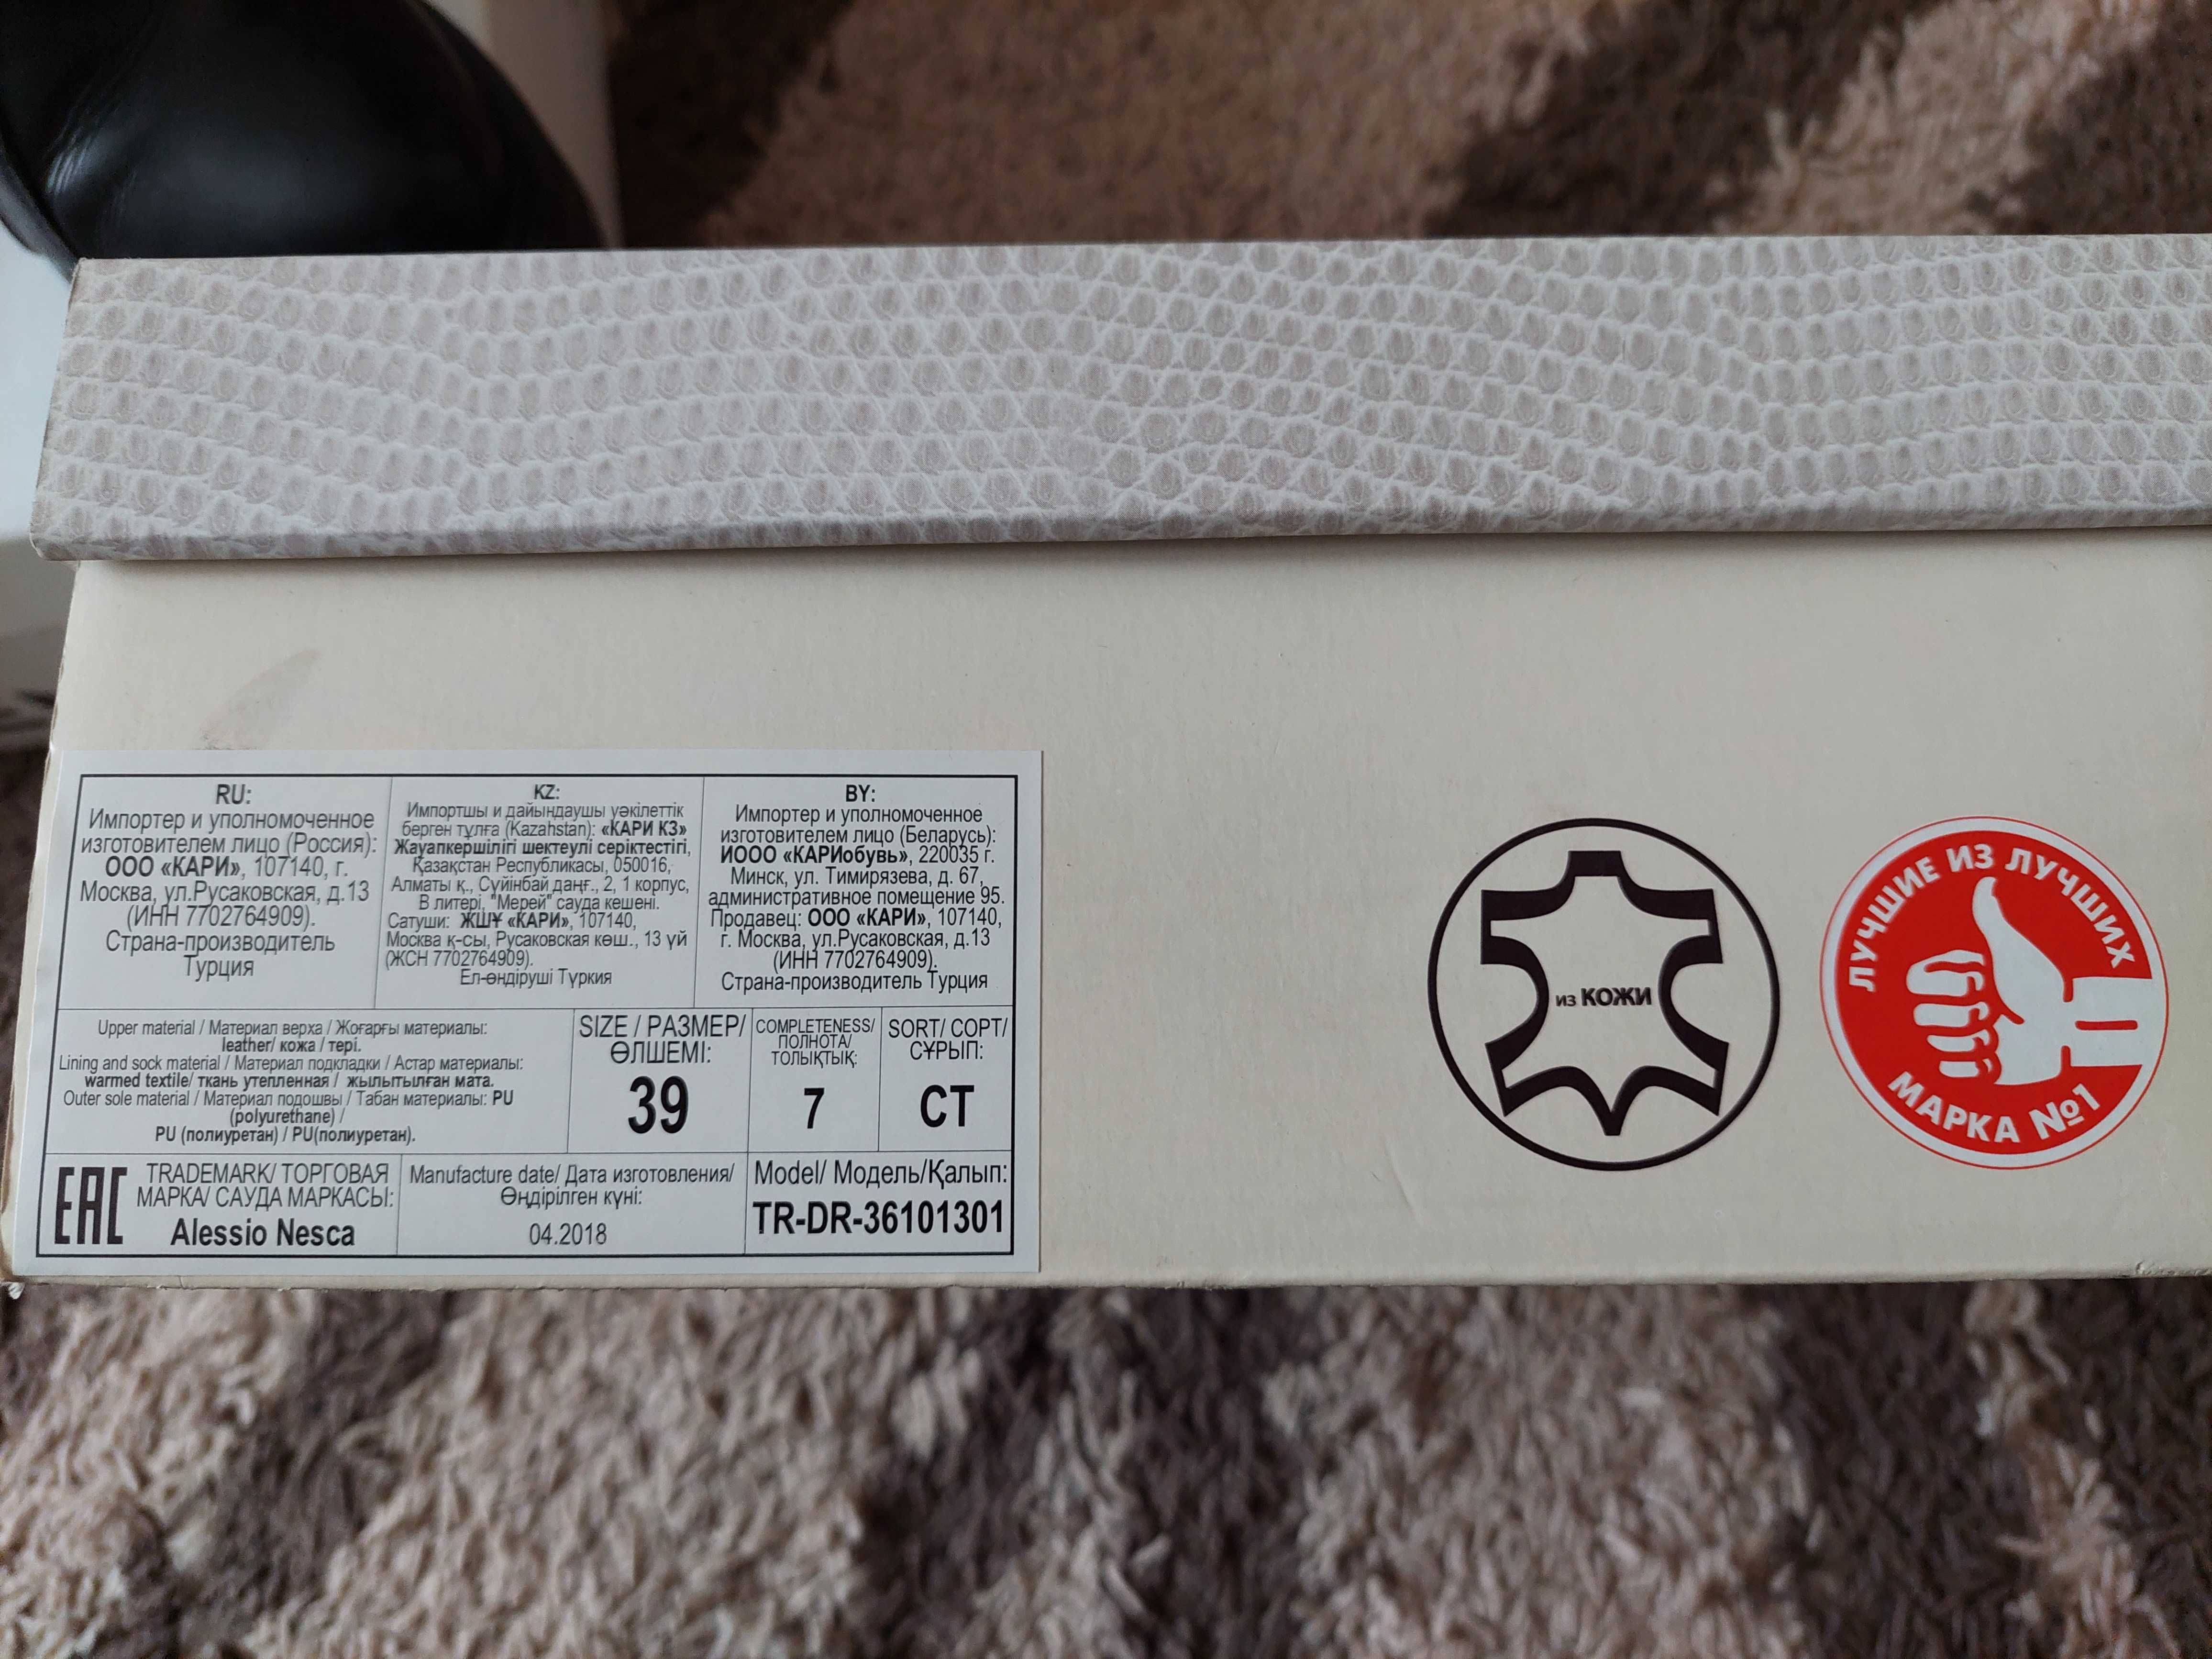 RU:
Импортер и уполномоченное
изготовителем лицо (Россия):
ООО «КАРИ», 107140, г.
Москва, ул.Русаковская, д.13
(ИНН 7702764909).
Страна-производитель
Турция
KZ:
Импортшы и дайындаушы уәкілеттік
берген тұлға (Kazahstan): «КАРИ КЗ»
Жауапкершілігі шектеулі серіктестігі,
Қазақстан Республикасы, 050016,
Алматы қ., Сүйінбай даңғ., 2, 1 корпус,
В литері, "Мерей" сауда кешені.
Сатушы: ЖШҰ «КАРИ», 107140,
Москва қ-сы, Русаковская көш., 13 үй
(ЖСН 7702764909).
Ел-өндіруші Түркия
BY:
Импортер и уполномоченное
изготовителем лицо (Беларусь):
ИООО «КАРИобувь», 220035 г.
Минск, ул. Тимирязева, д. 67,
административное помещение 95.
Продавец: ООО «КАРИ», 107140,
г. Москва, ул.Русаковская, д.13
(ИНН 7702764909).
Страна-производитель Турция
Upper material / Материал верха / Жоғарғы материалы:
leather/ кожа / тері.
Lining and sock material / Материал подкладки / Астар материалы:
warmed textile/ ткань утепленная / жылытылған мата.
Outer sole material / Материал подошвы / Табан материалы: PU
(polyurethane) /
PU (полиуретан) / PU(полиуретан).
SIZE / РАЗМЕР/
ӨЛШЕМІ:
39
COMPLETENESS/
ПОЛНОТА/
ТОЛЫҚТЫҚ:
7
SORT/ СОРТ/
СҰРЫП:
СТ
EAC
TRADEMARK/ ТОРГОВАЯ
МАРКА/ САУДА МАРКАСЫ:
Alessio Nesca
Manufacture date/ Дата изготовления/
Өндірілген күні:
04.2018
Model/ Модель/Қалып:
TR-DR-36101301
из КОЖИ
ЛУЧШИЕ ИЗ ЛУЧШИХ
МАРКА №1